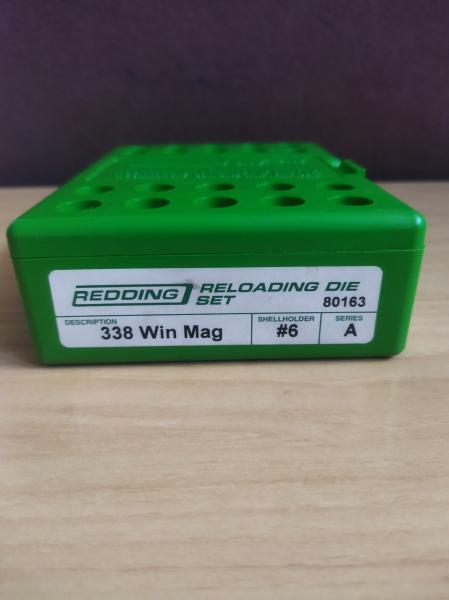 REDDING RELOADING DIE
SET 80163
DESCRIPTION SHELLHOLDER SERIES
338 Win Mag #6 A